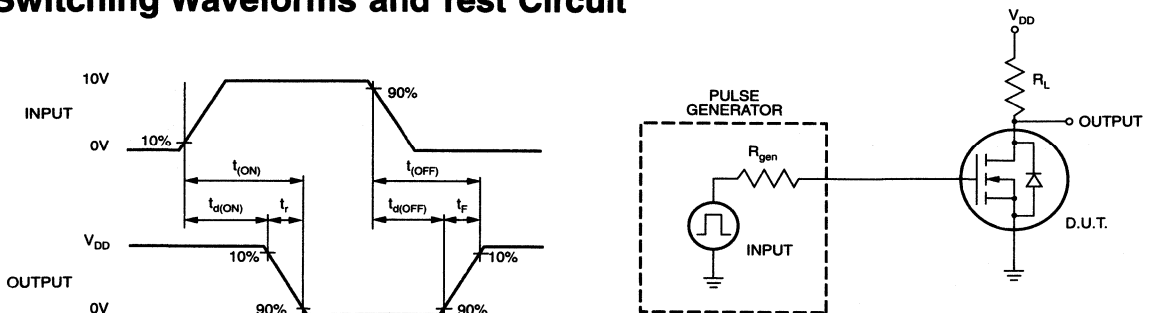 Switching Waveforms and Test Circuit
10V
INPUT
0V
10%
90%
t(ON)
t(OFF)
td(ON)
tr
td(OFF)
tF
VDD
OUTPUT
0V
10%
10%
90%
90%
PULSE
GENERATOR
Rgen
INPUT
VDD
RL
OUTPUT
D.U.T.